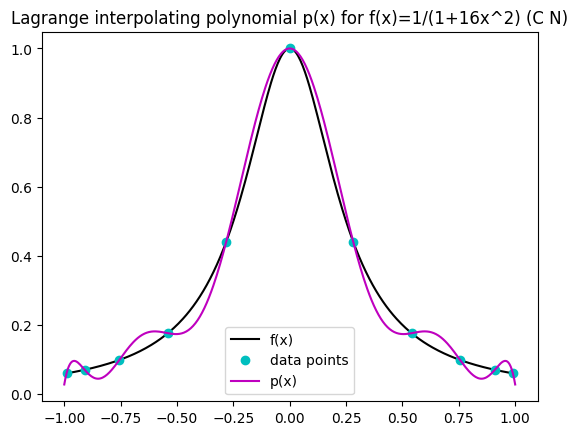 Lagrange interpolating polynomial p(x) for f(x)=1/(1+16x^2) (C N)
1.0
0.8
0.6
0.4
0.2
0.0
f(x)
data points
p(x)
−1.00 −0.75 −0.50 −0.25 0.00 0.25 0.50 0.75 1.00